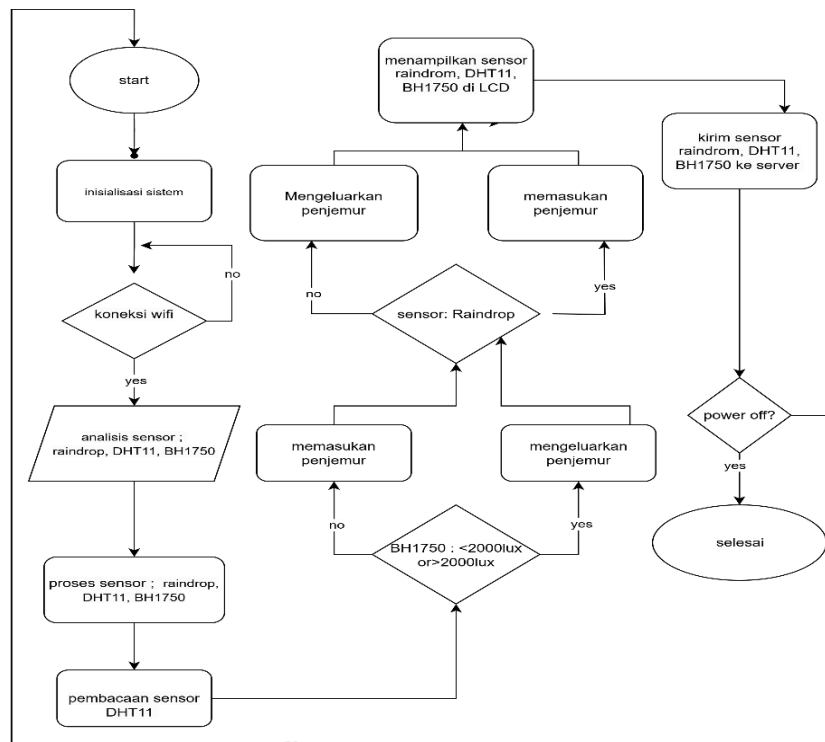 start
inisialisasi sistem
no
koneksi wifi
yes
analisis sensor ;
raindrop, DHT11, BH1750
proses sensor ; raindrop,
DHT11, BH1750
pembacaan sensor
DHT11
BH1750 : <2000lux
or>2000lux
no
yes
memasukan
penjemur
mengeluarkan
penjemur
sensor: Raindrop
no
yes
Mengeluarkan
penjemur
memasukan
penjemur
menampilkan sensor
raindrom, DHT11,
BH1750 di LCD
kirim sensor
raindrom, DHT11,
BH1750 ke server
power off?
yes
selesai